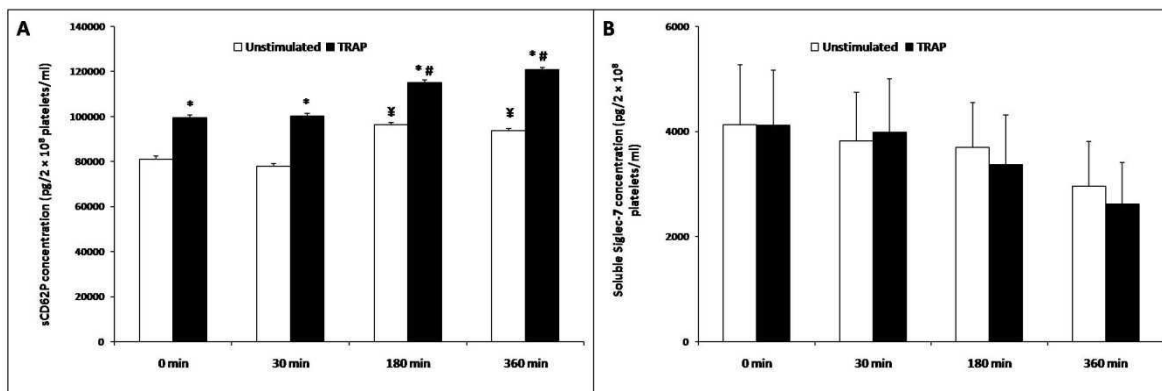 A
sCD62P concentration (pg/2 × 10⁸ platelets/ml)
140000
120000
100000
80000
60000
40000
20000
0
Unstimulated TRAP
* * ¥ *# ¥ *#
0 min 30 min 180 min 360 min
B
Soluble Siglec-7 concentration (pg/2 × 10⁸
platelets/ml)
6000
4000
2000
0
Unstimulated TRAP
0 min 30 min 180 min 360 min